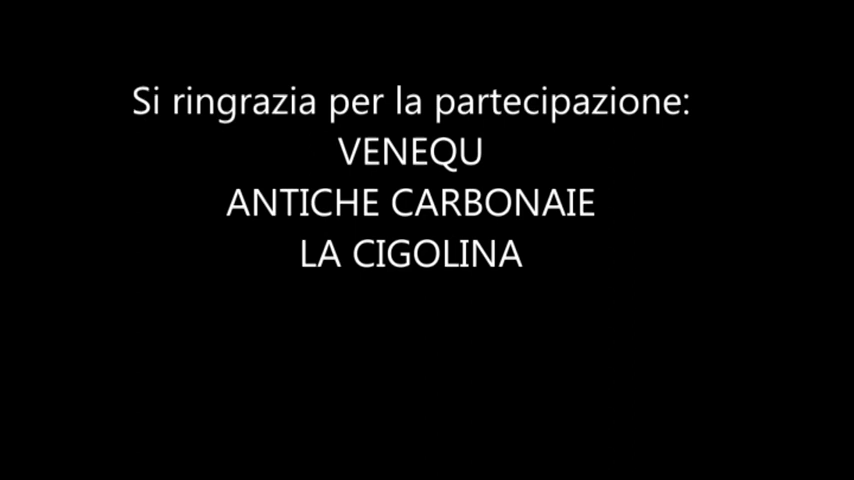 Si ringrazia per la partecipazione:
VENEQU
ANTICHE CARBONAIE
LA CIGOLINA